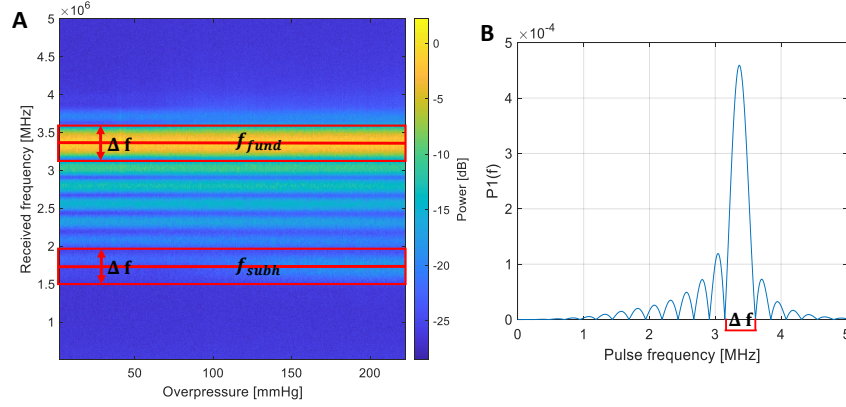 A
×10⁶
5
4.5
4
3.5
3
2.5
2
1.5
1
Received frequency [MHz]
Δ f
f_fund
Δ f
f_subh
50
100
150
200
Overpressure [mmHg]
0
-5
-10
-15
-20
-25
Power [dB]
B
×10⁻⁴
5
4
3
2
1
0
P1(f)
Δ f
0
1
2
3
4
5
Pulse frequency [MHz]